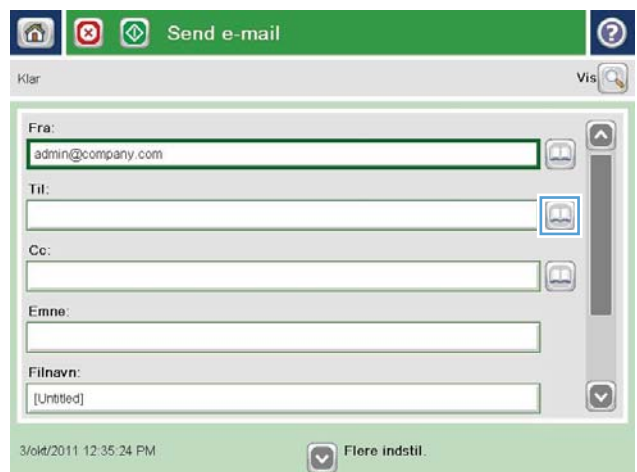 Send e-mail
Klar Vis
Fra:
admin@company.com
Til:
Cc:
Emne:
Filnavn:
[Untitled]
3/okt/2011 12:35:24 PM Flere indstil.